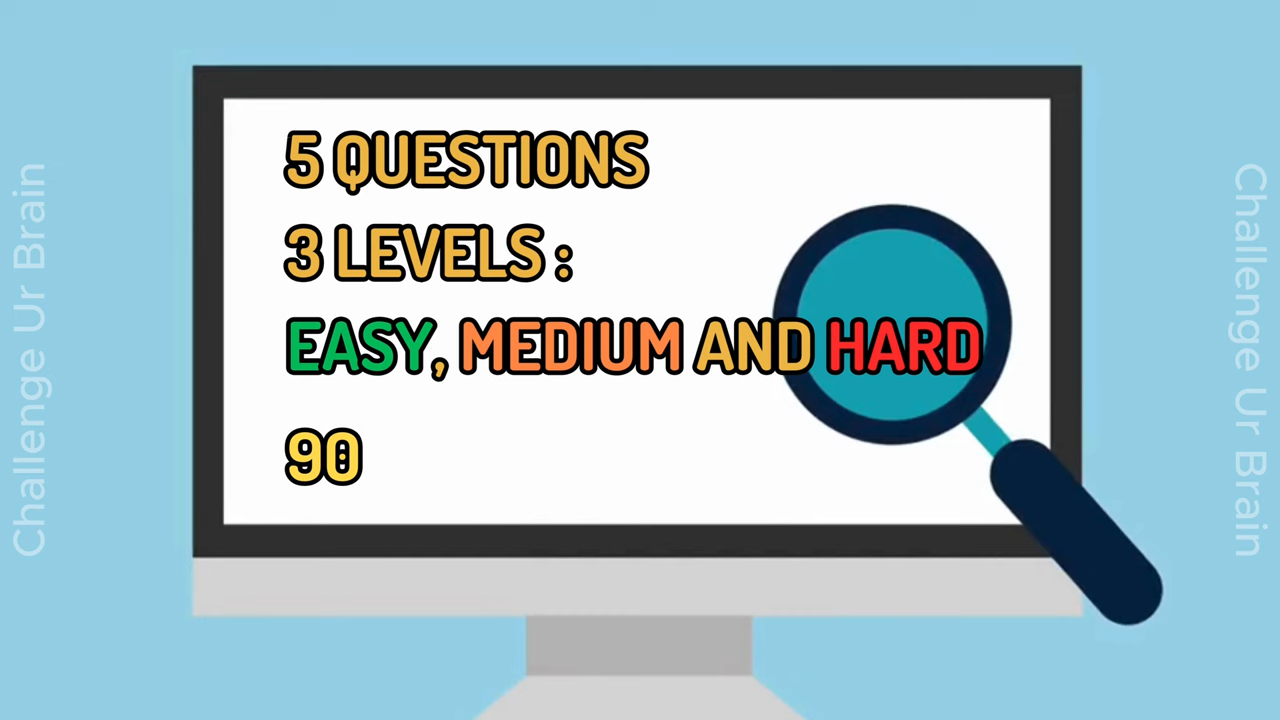 5 QUESTIONS
3 LEVELS :
EASY, MEDIUM AND HARD
90
Challenge Ur Brain
Challenge Ur Brain